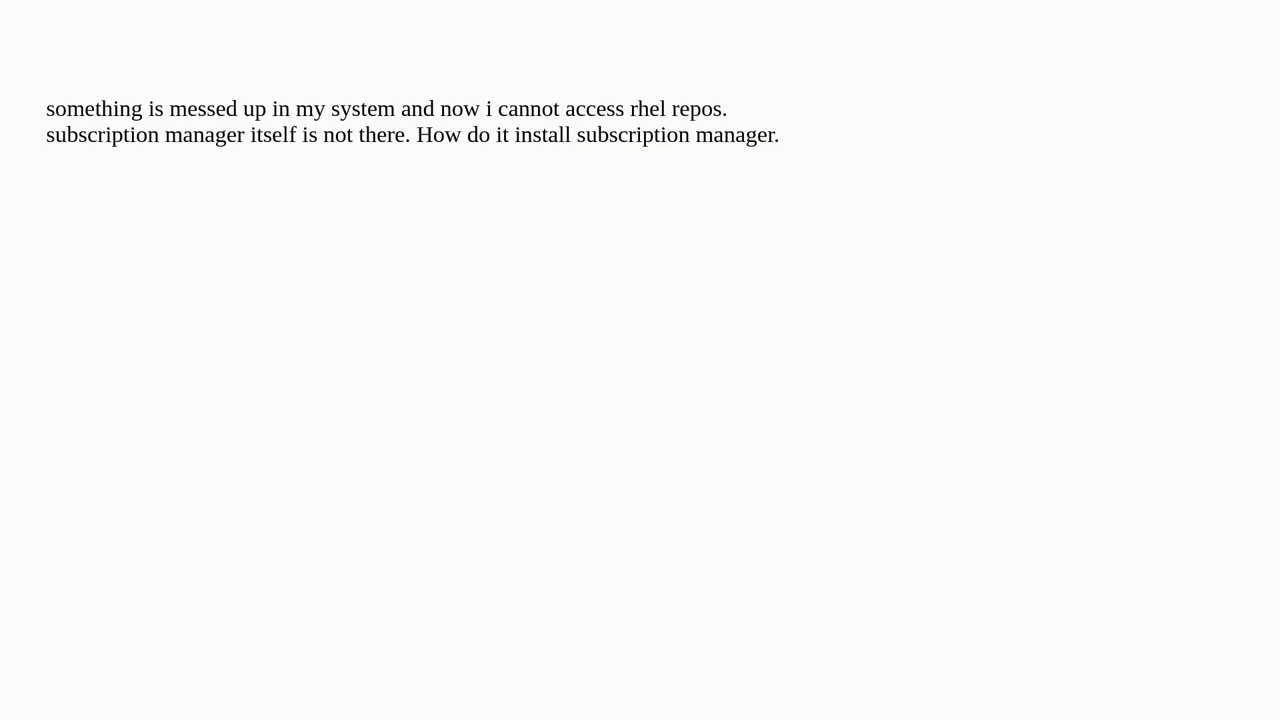 something is messed up in my system and now i cannot access rhel repos.
subscription manager itself is not there. How do it install subscription manager.